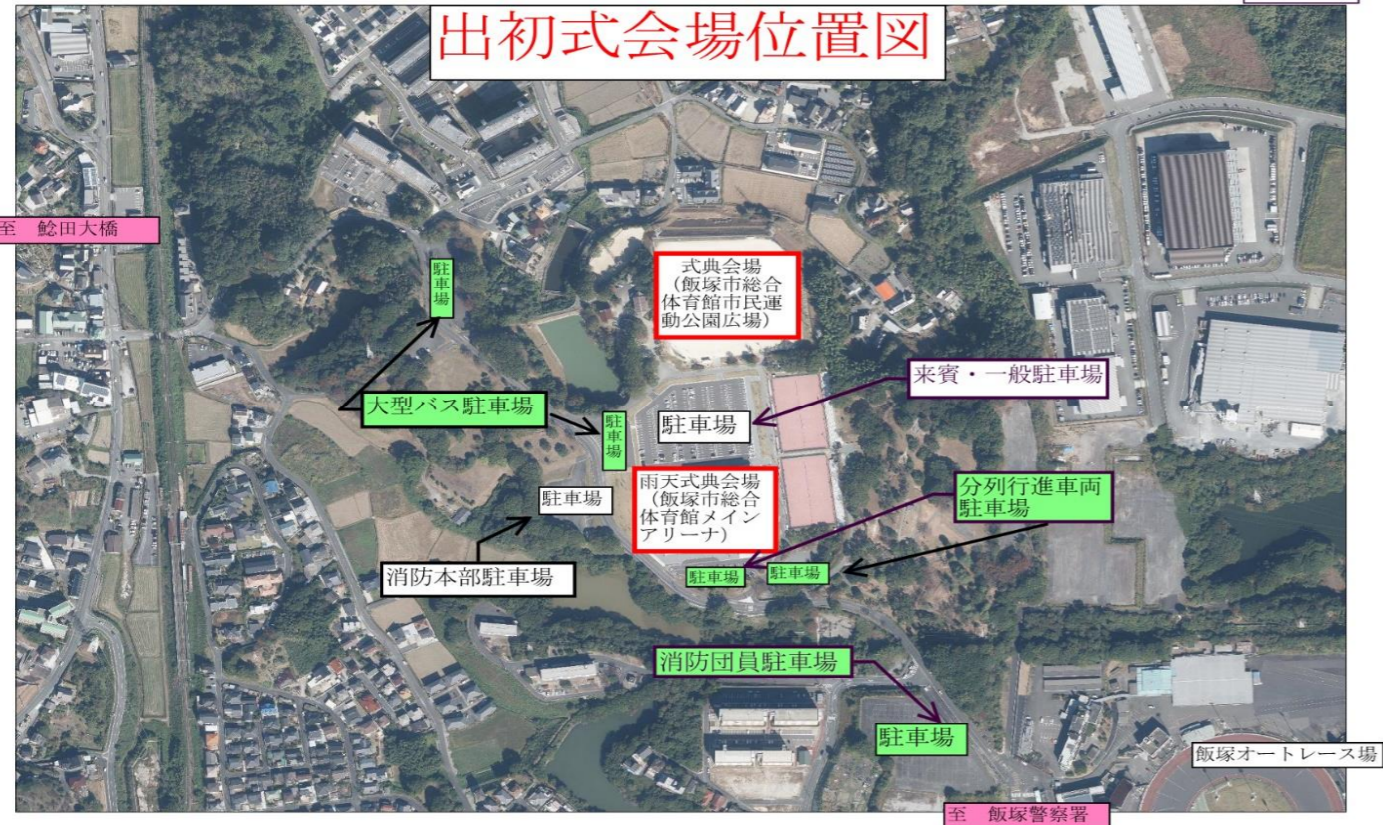 出初式会場位置図
至　鯰田大橋
駐車場
式典会場
（飯塚市総合
体育館市民運
動公園広場）
来賓・一般駐車場
大型バス駐車場
駐車場
駐車場
雨天式典会場
（飯塚市総合
体育館メイン
アリーナ）
分列行進車両
駐車場
駐車場
消防本部駐車場
駐車場
駐車場
消防団員駐車場
駐車場
飯塚オートレース場
至　飯塚警察署